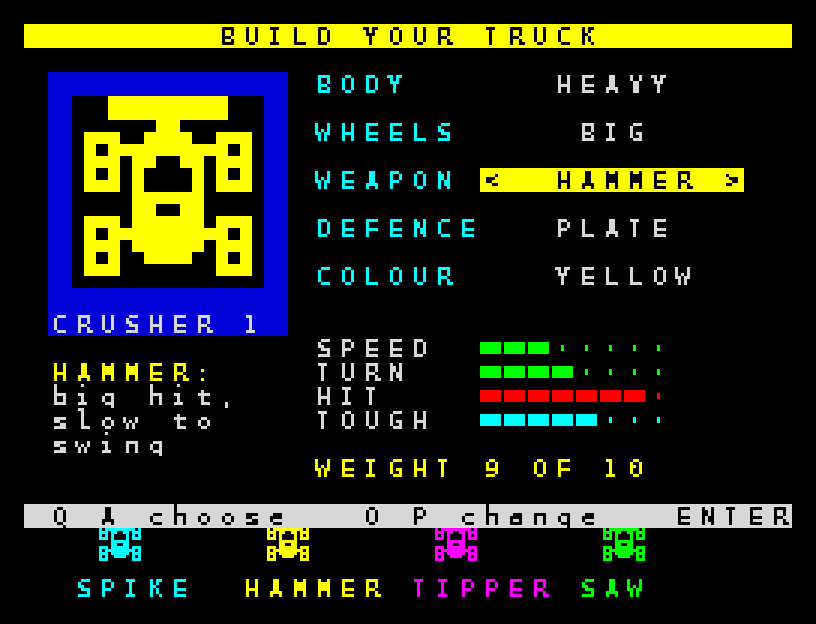 BUILD YOUR TRUCK
BODY HEAVY
WHEELS BIG
WEAPON < HAMMER >
DEFENCE PLATE
COLOUR YELLOW
CRUSHER 1
SPEED
TURN
HIT
TOUGH
HAMMER:
big hit,
slow to
swing
WEIGHT 9 OF 10
Q A choose O P change ENTER
SPIKE HAMMER TIPPER SAW